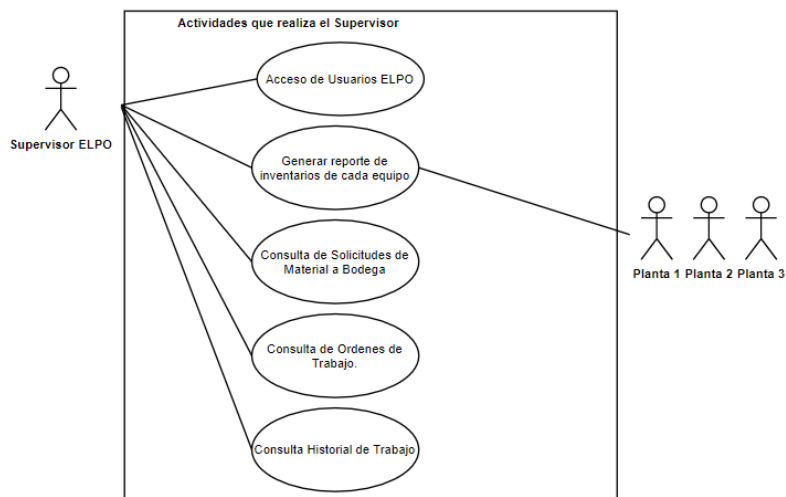 Actividades que realiza el Supervisor
Acceso de Usuarios ELPO
Supervisor ELPO
Generar reporte de
inventarios de cada equipo
Consulta de Solicitudes de
Material a Bodega
Planta 1 Planta 2 Planta 3
Consulta de Ordenes de
Trabajo.
Consulta Historial de Trabajo